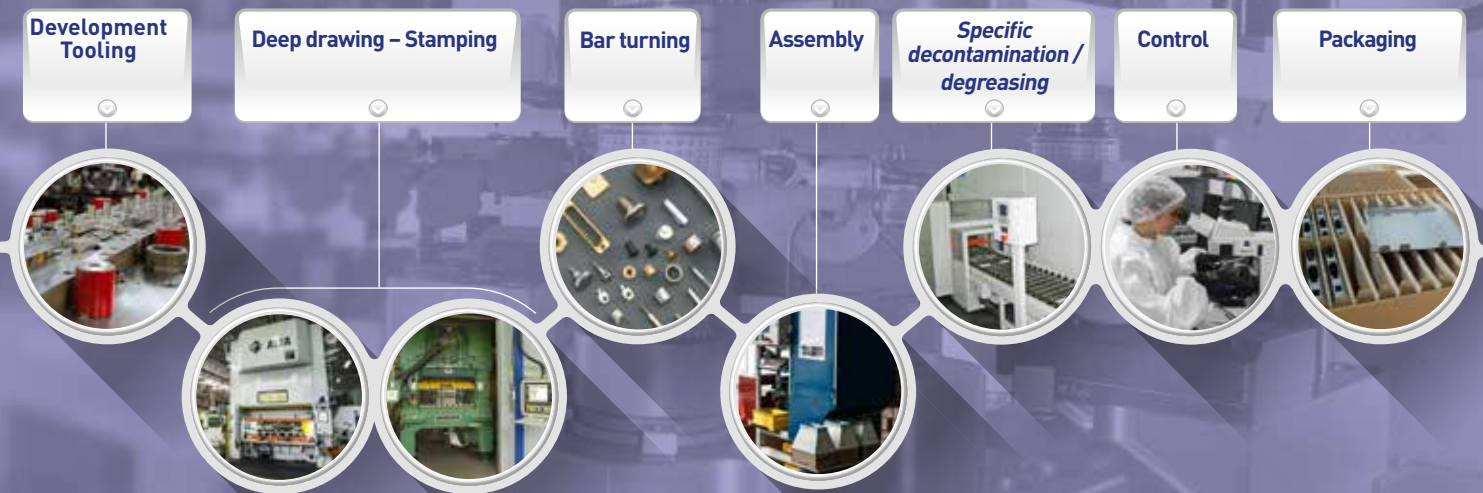 Development
Tooling
Deep drawing – Stamping
Bar turning
Assembly
Specific
decontamination /
degreasing
Control
Packaging